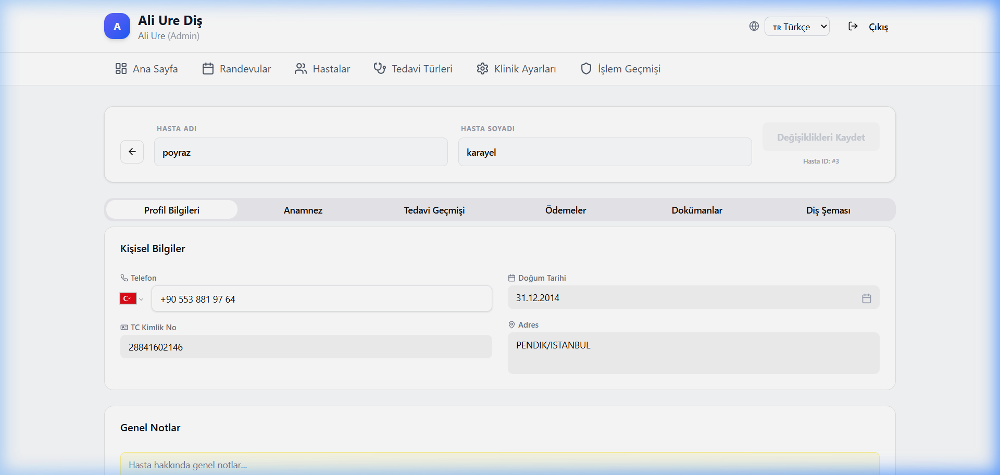 A
Ali Ure Diş
Ali Ure (Admin)
TR Türkçe
Çıkış
Ana Sayfa
Randevular
Hastalar
Tedavi Türleri
Klinik Ayarları
İşlem Geçmişi
HASTA ADI
poyraz
HASTA SOYADI
karayel
Değişiklikleri Kaydet
Hasta ID: #3
Profil Bilgileri
Anamnez
Tedavi Geçmişi
Ödemeler
Dokümanlar
Diş Şeması
Kişisel Bilgiler
Telefon
+90 553 881 97 64
Doğum Tarihi
31.12.2014
TC Kimlik No
28841602146
Adres
PENDIK/ISTANBUL
Genel Notlar
Hasta hakkında genel notlar...